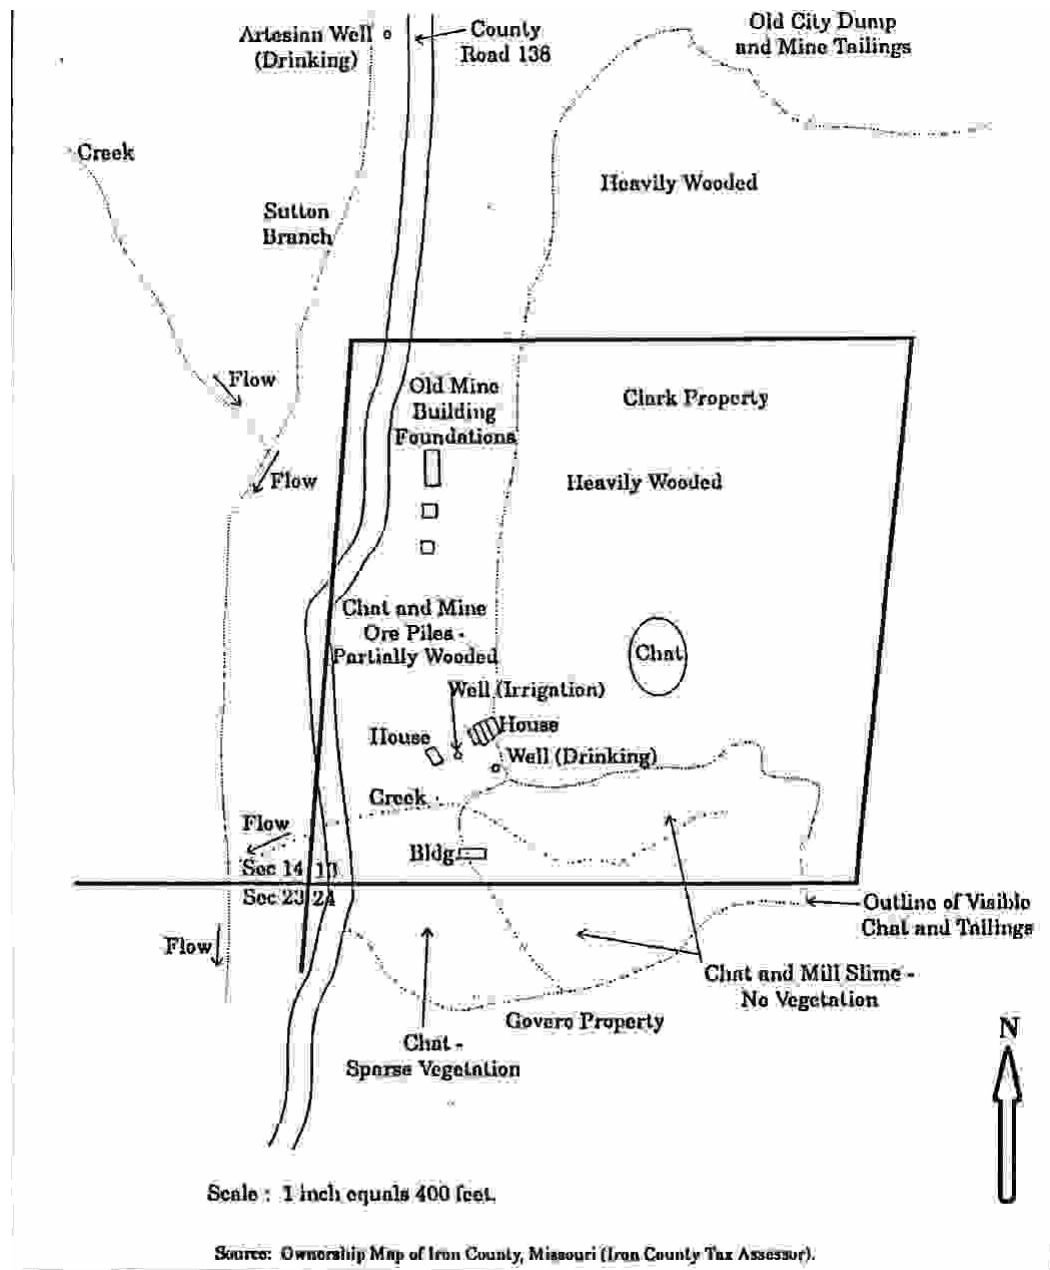 Old City Dump
and Mine Tailings
Artesian Well
(Drinking)
County
Road 136
Creek
Heavily Wooded
Sutton
Branch
Flow
Old Mine
Building
Foundations
Clark Property
Flow
Heavily Wooded
Chat and Mine
Ore Piles -
Partially Wooded
Chat
Well (Irrigation)
House
House
Well (Drinking)
Creek
Flow
Bldg
Sec 14 13
Sec 23 24
Outline of Visible
Chat and Tailings
Flow
Chat and Mill Slime -
No Vegetation
Govero Property
N
Chat -
Sparse Vegetation
Scale : 1 inch equals 400 feet.
Source: Ownership Map of Iron County, Missouri (Iron County Tax Assessor).